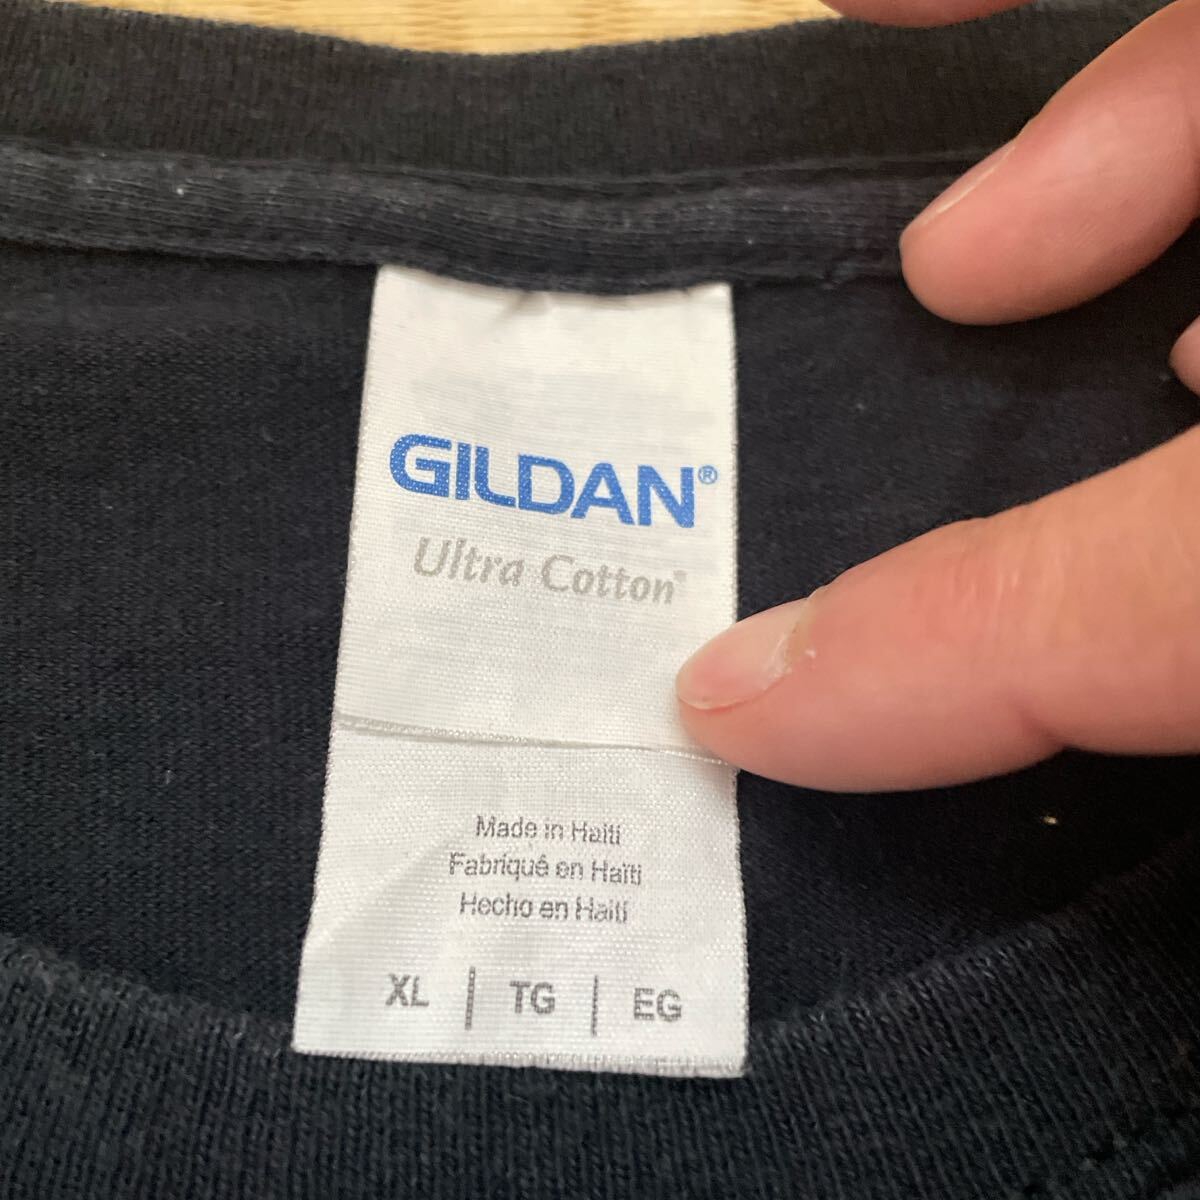 GILDAN®
Ultra Cotton®
Made in Haiti
Fabriqué en Haïti
Hecho en Haití
XL | TG | EG